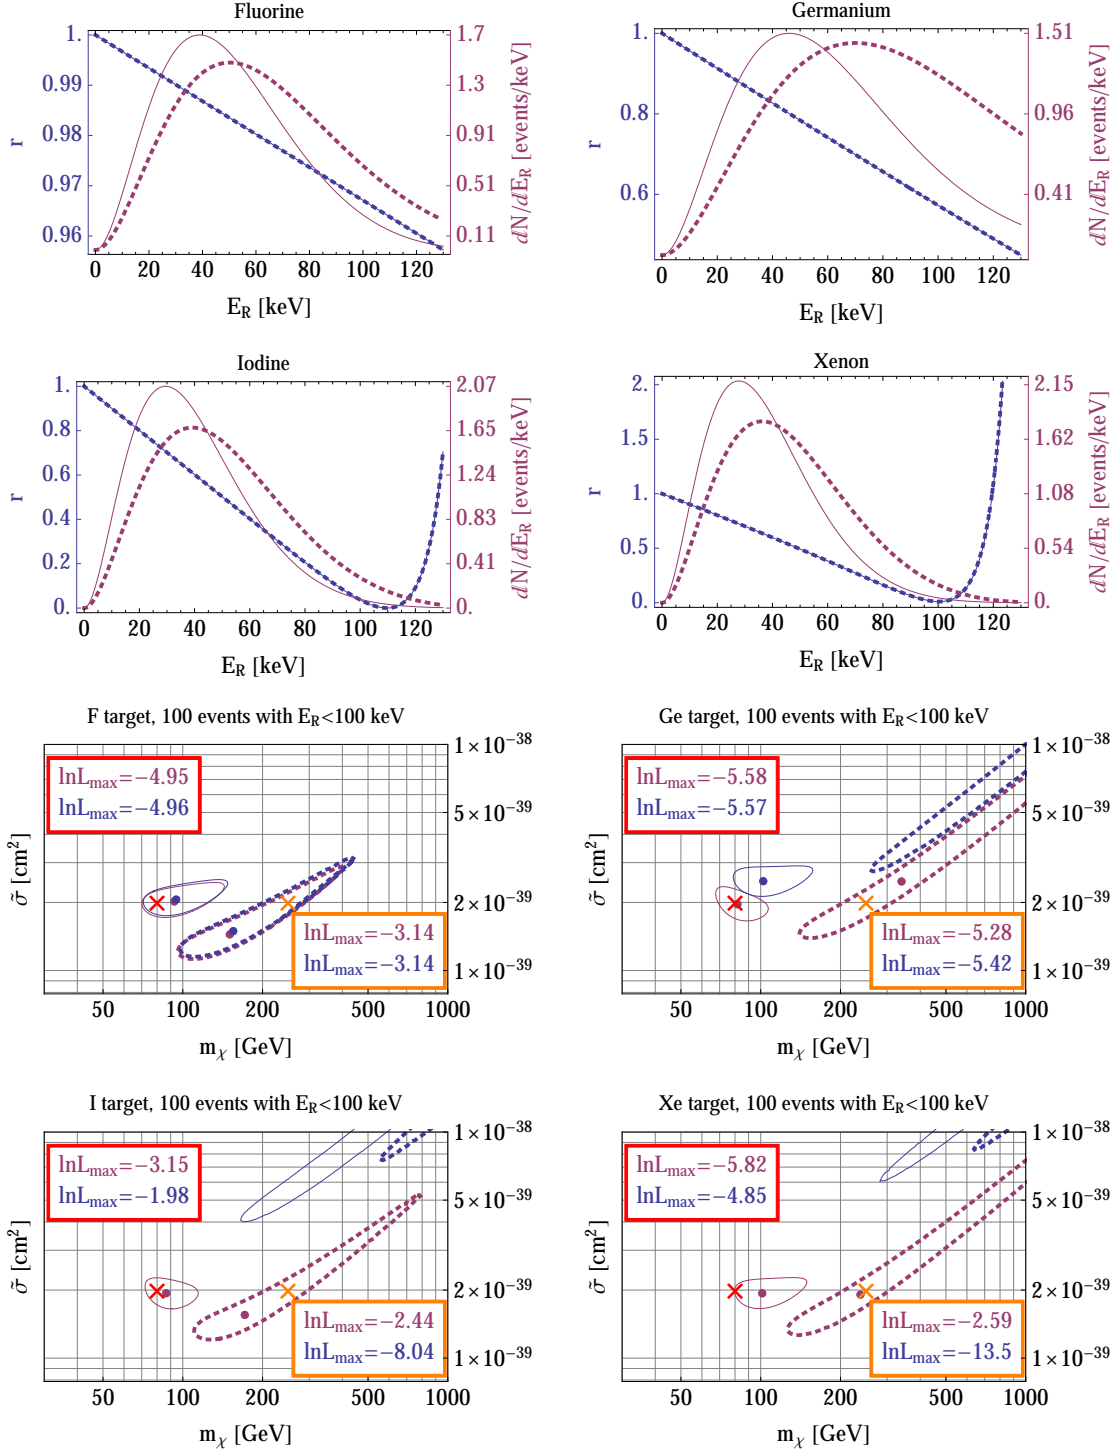 Fluorine
1.
0.99
0.98
0.97
0.96
r
1.7
1.3
0.91
0.51
0.11
dN/dE_R [events/keV]
0 20 40 60 80 100 120
E_R [keV]
Germanium
1.
0.8
0.6
r
1.51
0.96
0.41
dN/dE_R [events/keV]
0 20 40 60 80 100 120
E_R [keV]
Iodine
1.
0.8
0.6
0.4
0.2
0.
r
2.07
1.65
1.24
0.83
0.41
0.
dN/dE_R [events/keV]
0 20 40 60 80 100 120
E_R [keV]
Xenon
2.
1.5
1.
0.5
0.
r
2.15
1.62
1.08
0.54
0.
dN/dE_R [events/keV]
0 20 40 60 80 100 120
E_R [keV]
F target, 100 events with E_R<100 keV
lnL_max=-4.95
lnL_max=-4.96
lnL_max=-3.14
lnL_max=-3.14
σ̃ [cm²]
1×10⁻³⁸
5×10⁻³⁹
2×10⁻³⁹
1×10⁻³⁹
50 100 200 500 1000
m_χ [GeV]
Ge target, 100 events with E_R<100 keV
lnL_max=-5.58
lnL_max=-5.57
lnL_max=-5.28
lnL_max=-5.42
σ̃ [cm²]
1×10⁻³⁸
5×10⁻³⁹
2×10⁻³⁹
1×10⁻³⁹
50 100 200 500 1000
m_χ [GeV]
I target, 100 events with E_R<100 keV
lnL_max=-3.15
lnL_max=-1.98
lnL_max=-2.44
lnL_max=-8.04
σ̃ [cm²]
1×10⁻³⁸
5×10⁻³⁹
2×10⁻³⁹
1×10⁻³⁹
50 100 200 500 1000
m_χ [GeV]
Xe target, 100 events with E_R<100 keV
lnL_max=-5.82
lnL_max=-4.85
lnL_max=-2.59
lnL_max=-13.5
σ̃ [cm²]
1×10⁻³⁸
5×10⁻³⁹
2×10⁻³⁹
1×10⁻³⁹
50 100 200 500 1000
m_χ [GeV]